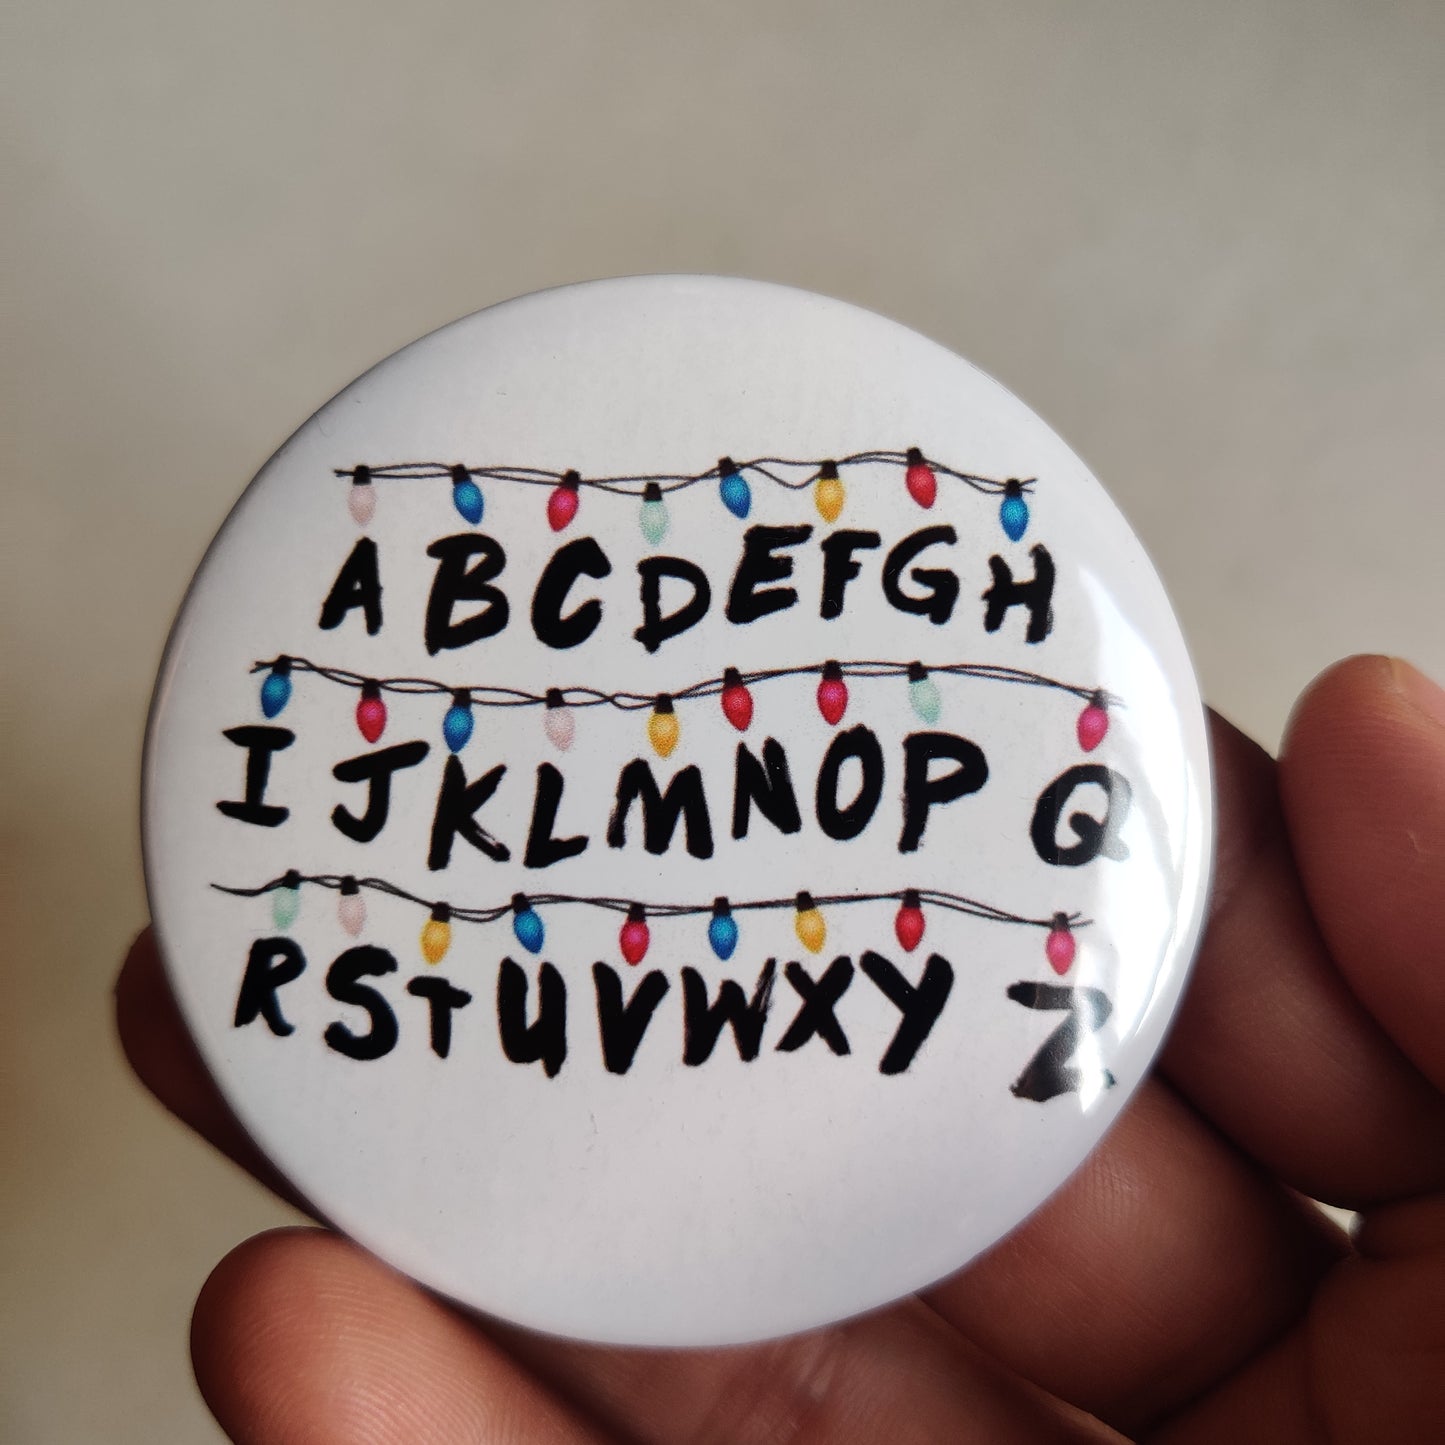 ABCDEFGH
IJKLMNOP Q
RSTUVWXY Z